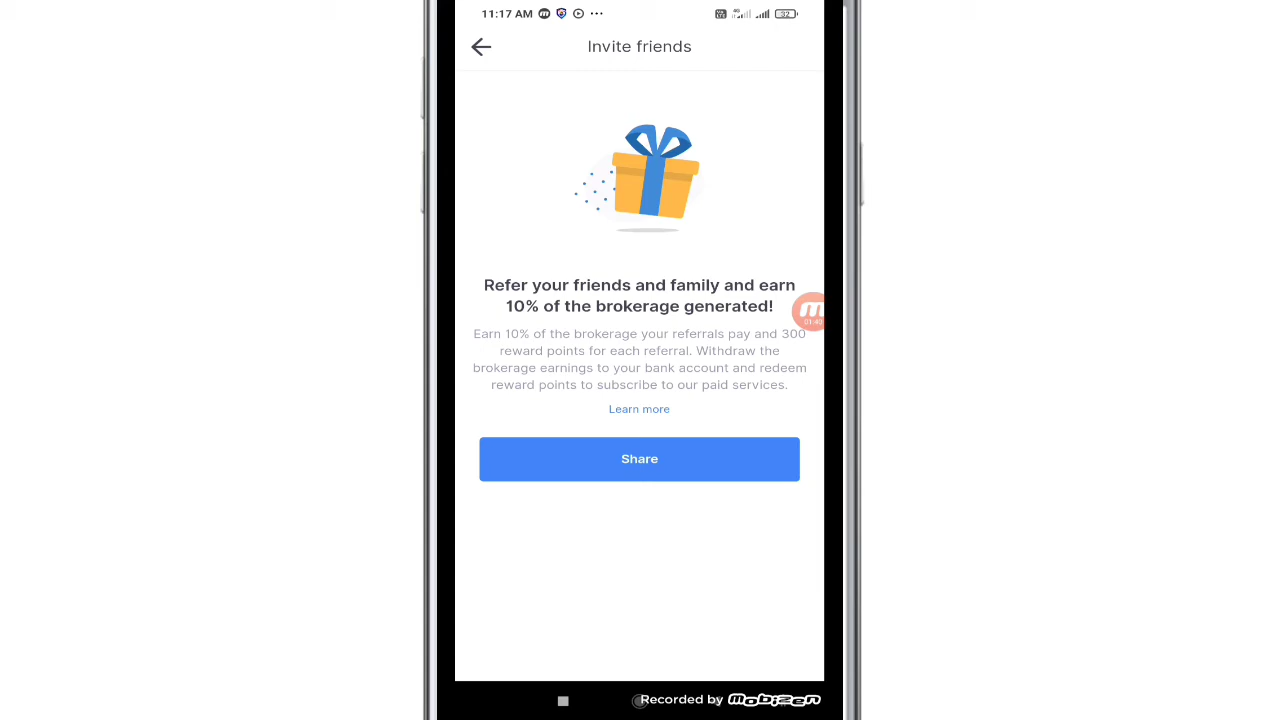 11:17 AM
32
Invite friends
Refer your friends and family and earn
10% of the brokerage generated!
Earn 10% of the brokerage your referrals pay and 300
reward points for each referral. Withdraw the
brokerage earnings to your bank account and redeem
reward points to subscribe to our paid services.
Learn more
Share
Recorded by mobizen